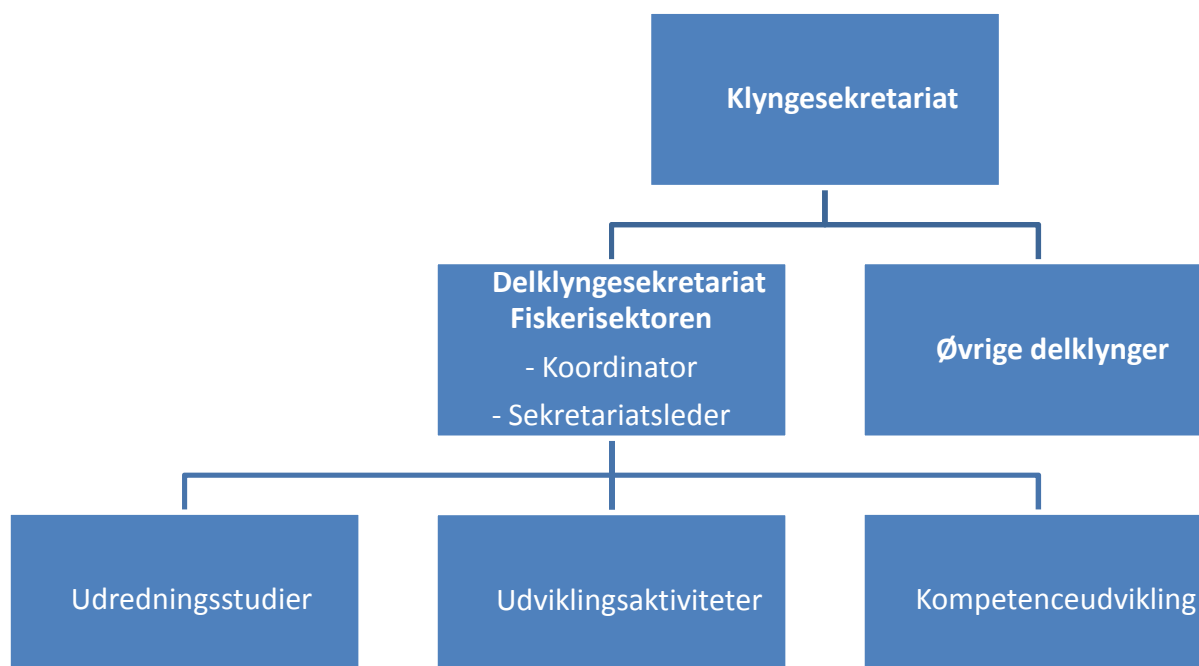 Klyngesekretariat
Delklyngesekretariat
Fiskerisektoren
- Koordinator
- Sekretariatsleder
Øvrige delklynger
Udredningsstudier
Udviklingsaktiviteter
Kompetenceudvikling